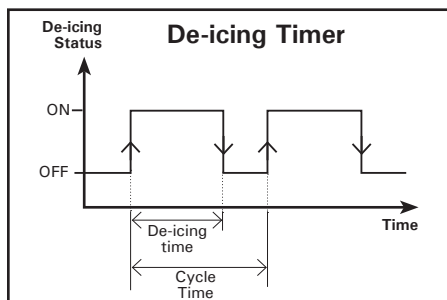 De-icing Timer
De-icing
Status
ON
OFF
Time
De-icing
time
Cycle
Time